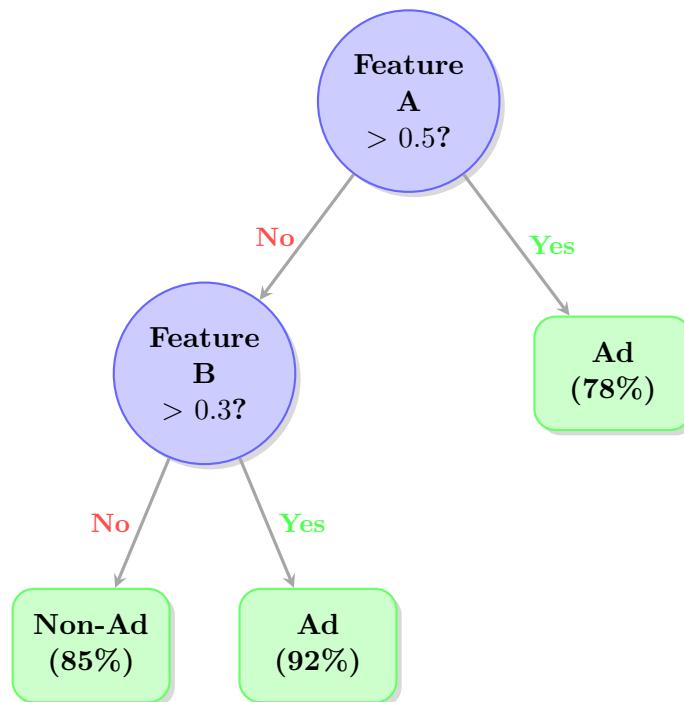 Feature
A
> 0.5?
No
Yes
Feature
B
> 0.3?
Ad
(78%)
No
Yes
Non-Ad
(85%)
Ad
(92%)